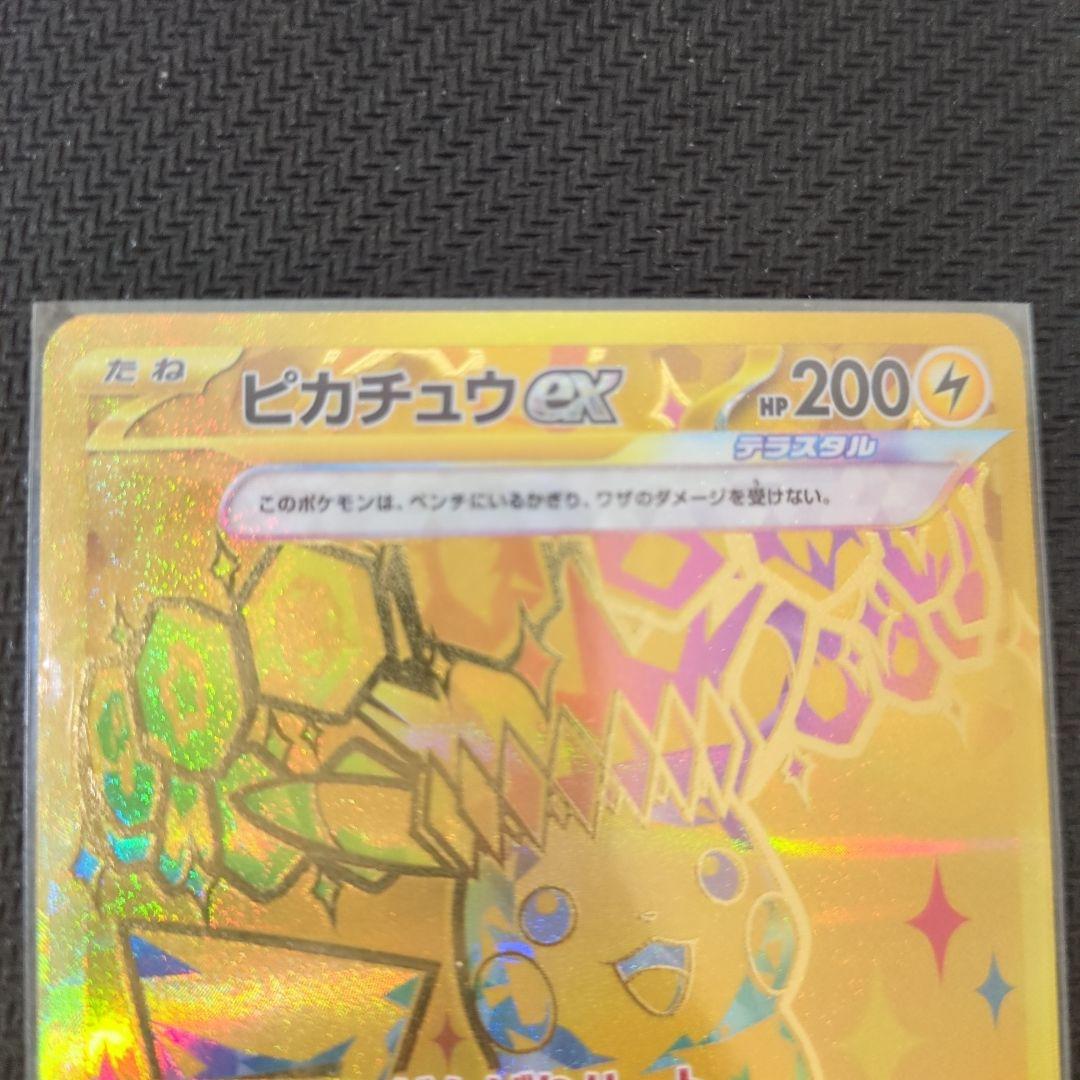 たね ピカチュウex HP200
テラスタル
このポケモンは、ベンチにいるかぎり、ワザのダメージを受けない。